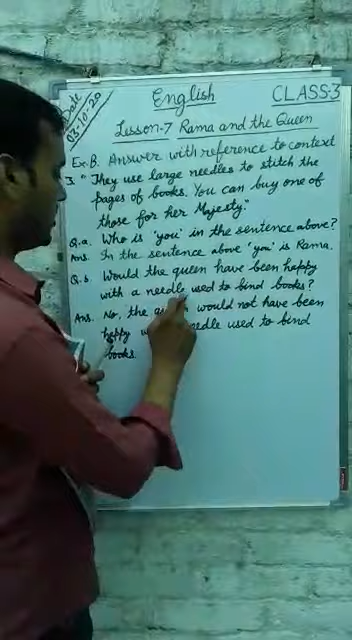 Date
03-10-20
English
CLASS-3
Lesson-7 Rama and the Queen
Ex-B. Answer with reference to context
I. "They use large needles to stitch the
pages of books. You can buy one of
those for her Majesty."
Q.a. Who is 'you' in the sentence above?
Ans. In the sentence above 'you' is Rama.
Q.b. Would the queen have been happy
with a needle used to bind books?
Ans. No, the would not have been
happy used to bind
books.